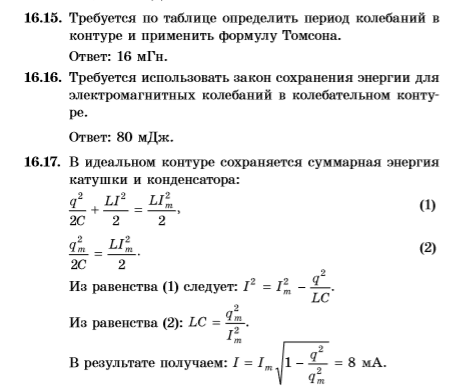 16.15. Требуется по таблице определить период колебаний в
контуре и применить формулу Томсона.
Ответ: 16 мГн.
16.16. Требуется использовать закон сохранения энергии для
электромагнитных колебаний в колебательном конту-
ре.
Ответ: 80 мДж.
16.17. В идеальном контуре сохраняется суммарная энергия
катушки и конденсатора:
q²/2C + LI²/2 = LI²ₘ/2, (1)
q²ₘ/2C = LI²ₘ/2. (2)
Из равенства (1) следует: I² = I²ₘ − q²/LC.
Из равенства (2): LC = q²ₘ/I²ₘ.
В результате получаем: I = Iₘ√(1 − q²/q²ₘ) = 8 мА.